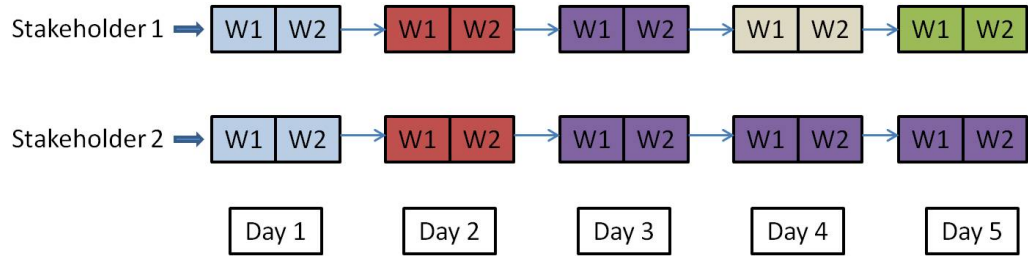 Stakeholder 1 W1 W2 W1 W2 W1 W2 W1 W2 W1 W2
Stakeholder 2 W1 W2 W1 W2 W1 W2 W1 W2 W1 W2
Day 1 Day 2 Day 3 Day 4 Day 5